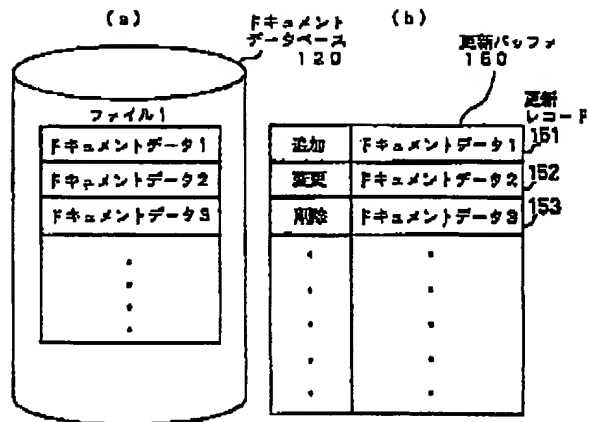 (a)
ドキュメント
データベース
120
ファイル1
ドキュメントデータ1
ドキュメントデータ2
ドキュメントデータ3
(b)
更新バッファ
160
更新
レコード
追加 ドキュメントデータ1 151
変更 ドキュメントデータ2 152
削除 ドキュメントデータ3 153